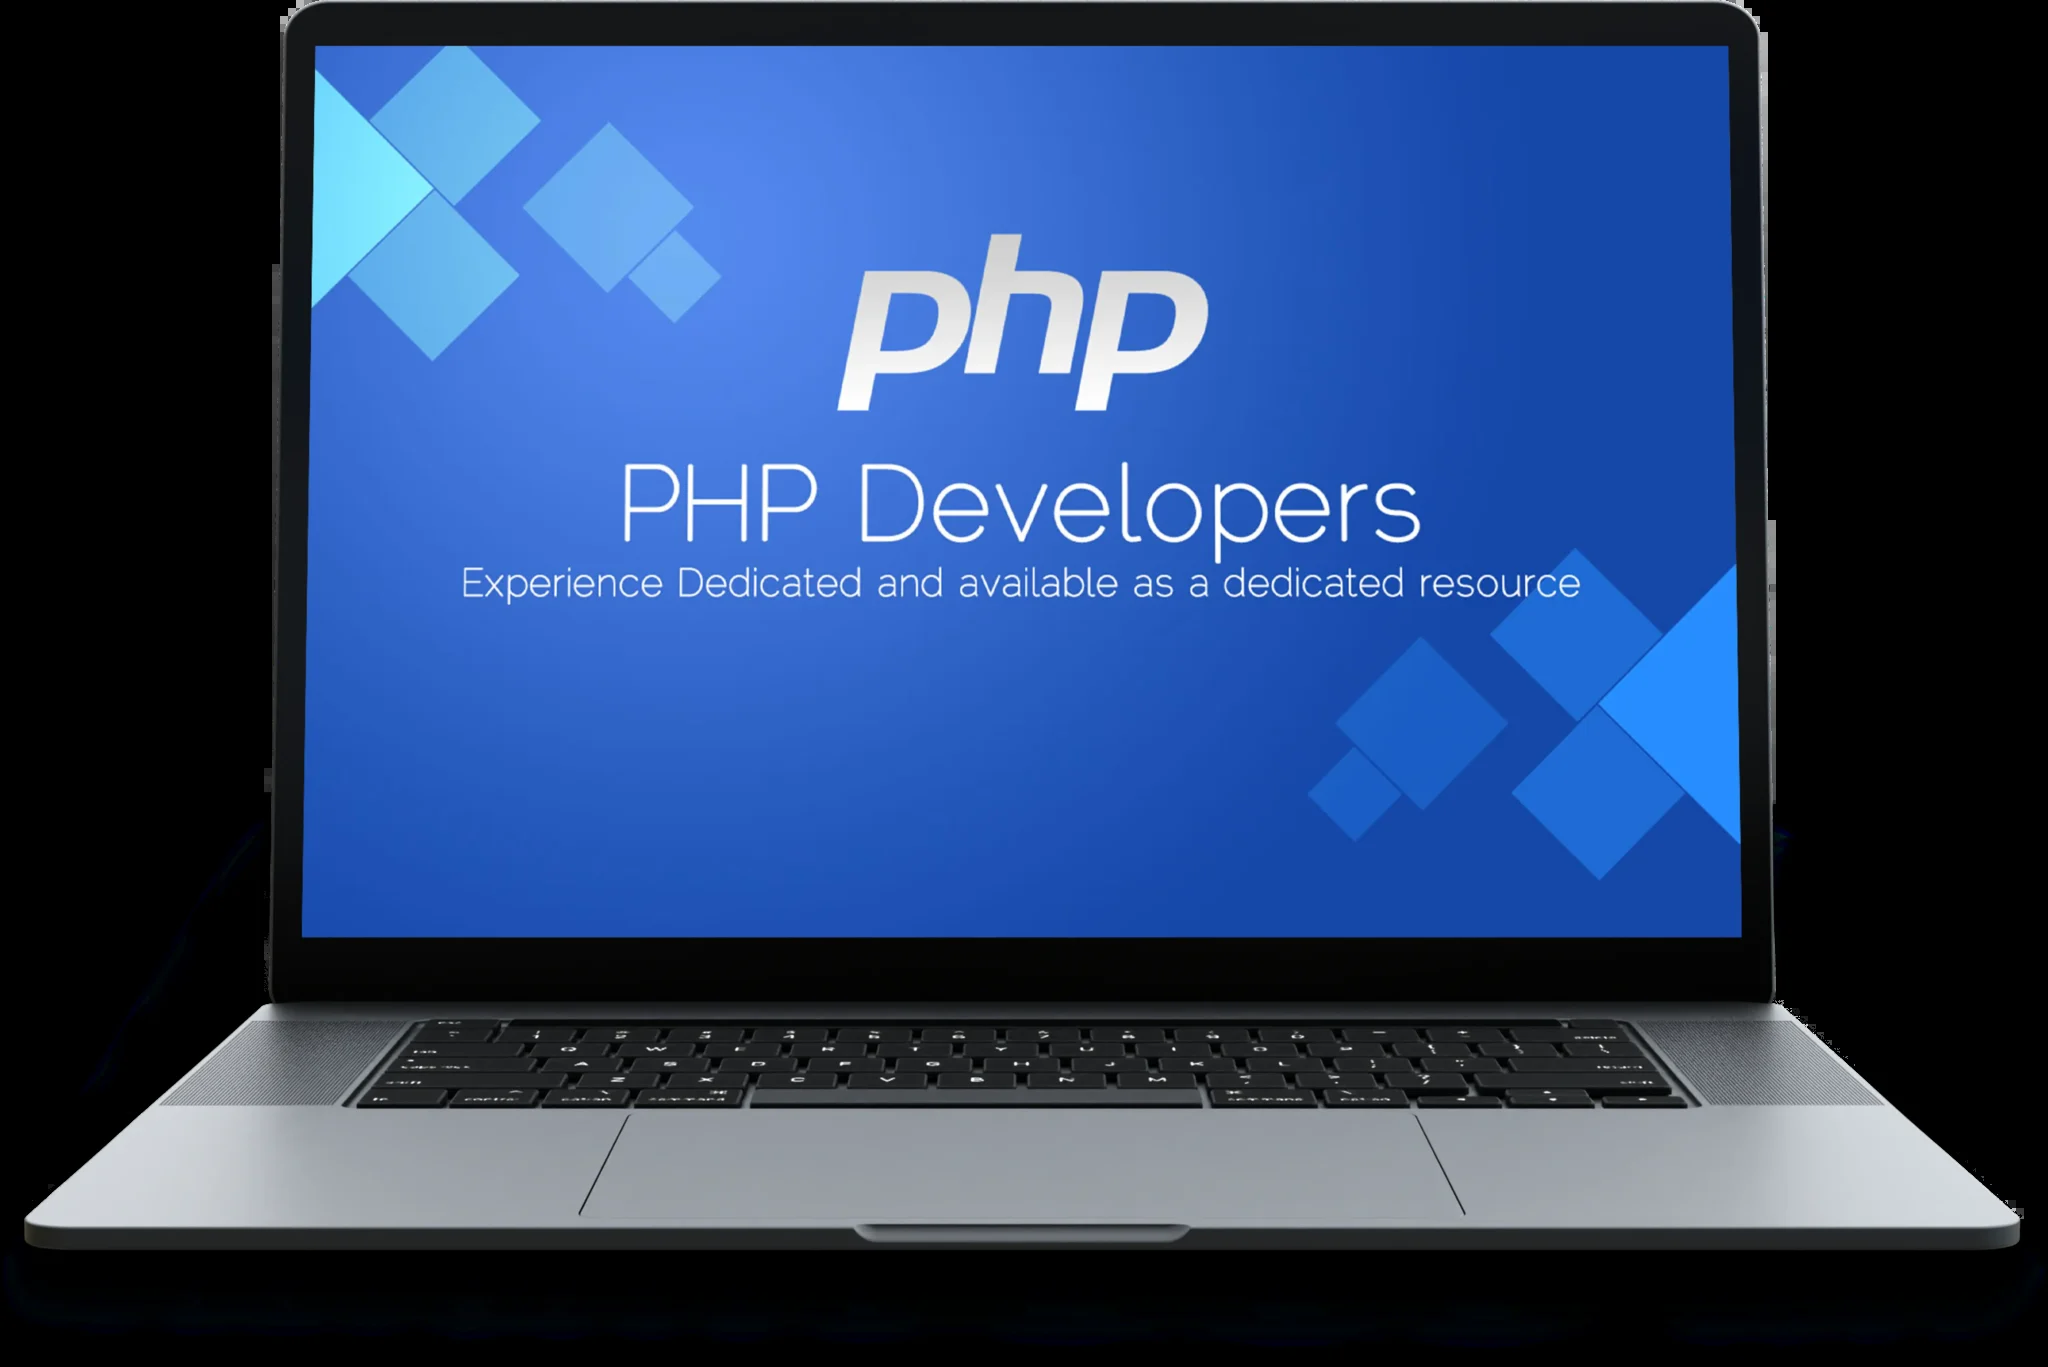 php
PHP Developers
Experience Dedicated and available as a dedicated resource
Q W E R T Y U I O P
A S D F G H J K L
Z X C V B N M